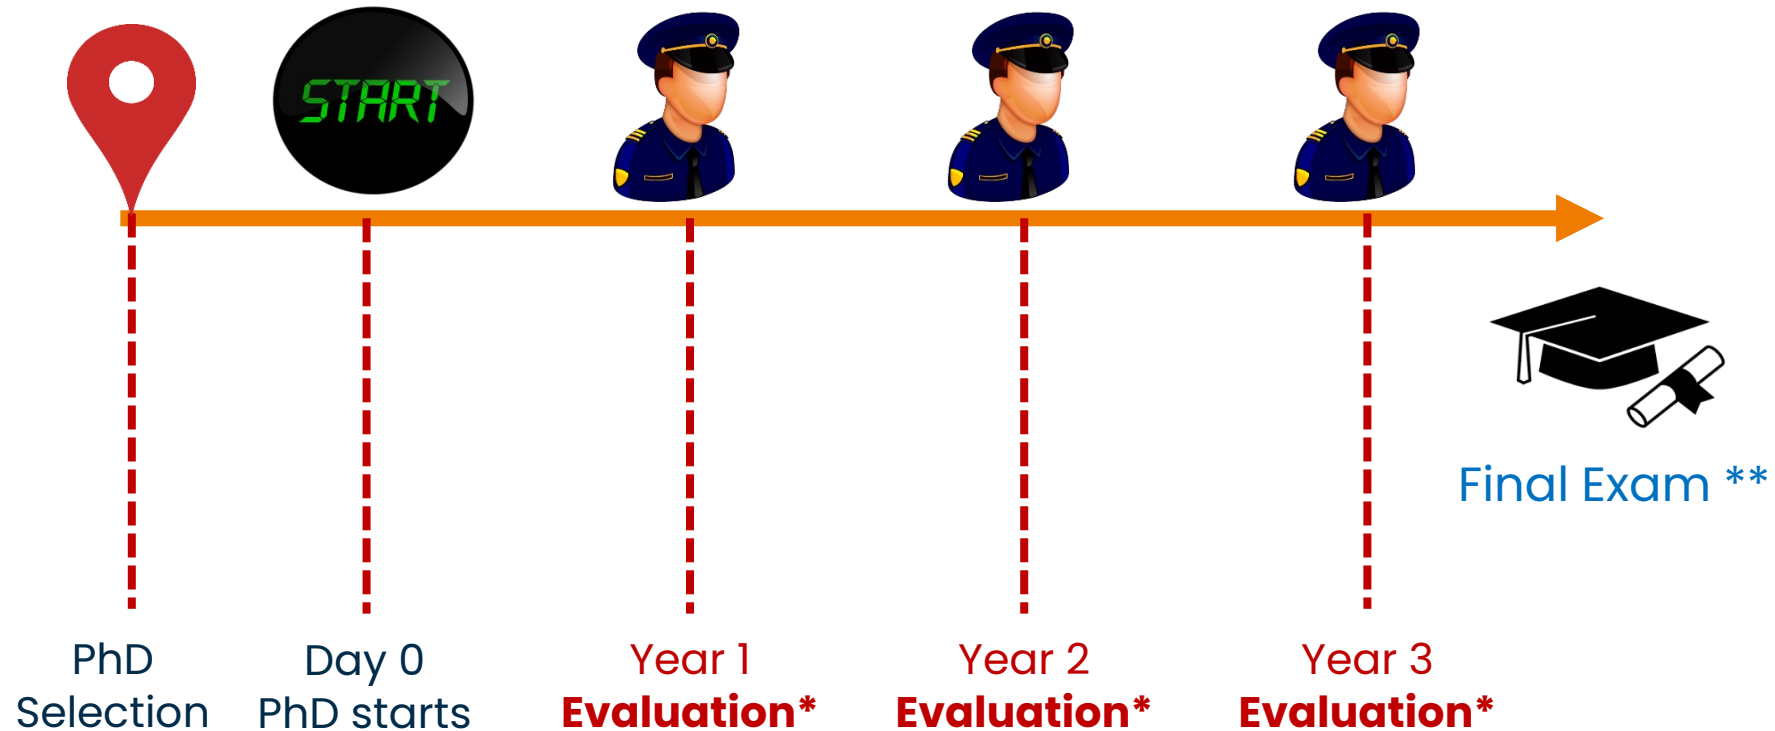 START
Final Exam **
PhD
Selection
Day 0
PhD starts
Year 1
Evaluation*
Year 2
Evaluation*
Year 3
Evaluation*